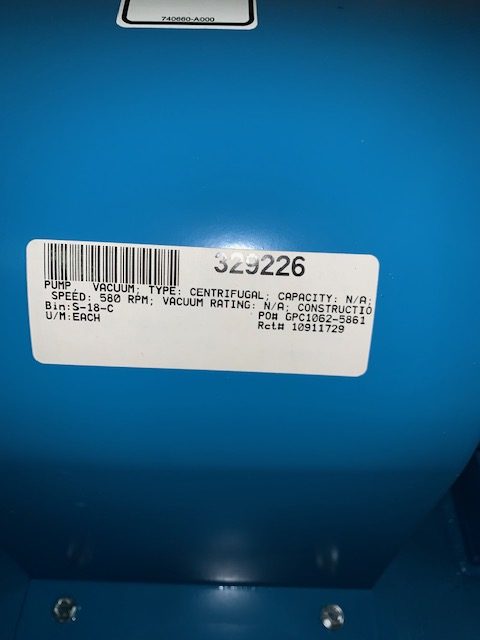 740660-A000
329226
PUMP, VACUUM; TYPE: CENTRIFUGAL; CAPACITY: N/A;
SPEED: 580 RPM; VACUUM RATING: N/A; CONSTRUCTIO
Bin:S-18-C PO# GPC1062-5861
U/M:EACH Rct# 10911729